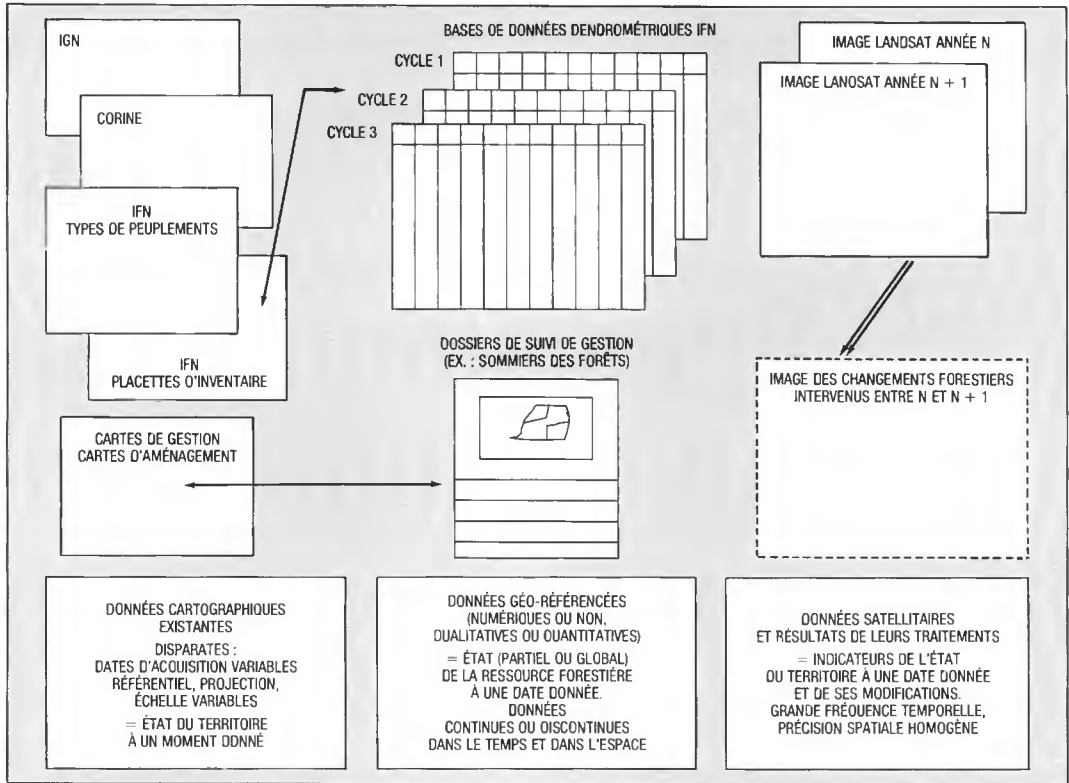 IGN
CORINE
IFN
TYPES DE PEUPLEMENTS
IFN
PLACETTES D'INVENTAIRE
CARTES DE GESTION
CARTES D'AMÉNAGEMENT
BASES DE DONNÉES DENDROMÉTRIQUES IFN
CYCLE 1
CYCLE 2
CYCLE 3
DOSSIERS DE SUIVI DE GESTION
(EX. : SOMMIERS DES FORÊTS)
IMAGE LANDSAT ANNÉE N
IMAGE LANDSAT ANNÉE N + 1
IMAGE DES CHANGEMENTS FORESTIERS
INTERVENUS ENTRE N ET N + 1
DONNÉES CARTOGRAPHIQUES
EXISTANTES
DISPARATES :
DATES D'ACQUISITION VARIABLES
RÉFÉRENTIEL, PROJECTION,
ÉCHELLE VARIABLES
= ÉTAT DU TERRITOIRE
À UN MOMENT DONNÉ
DONNÉES GÉO-RÉFÉRENCÉES
(NUMÉRIQUES OU NON,
QUALITATIVES OU QUANTITATIVES)
= ÉTAT (PARTIEL OU GLOBAL)
DE LA RESSOURCE FORESTIÈRE
À UNE DATE DONNÉE.
DONNÉES
CONTINUES OU DISCONTINUES
DANS LE TEMPS ET DANS L'ESPACE
DONNÉES SATELLITAIRES
ET RÉSULTATS DE LEURS TRAITEMENTS
= INDICATEURS DE L'ÉTAT
DU TERRITOIRE À UNE DATE DONNÉE
ET DE SES MODIFICATIONS.
GRANDE FRÉQUENCE TEMPORELLE,
PRÉCISION SPATIALE HOMOGÈNE